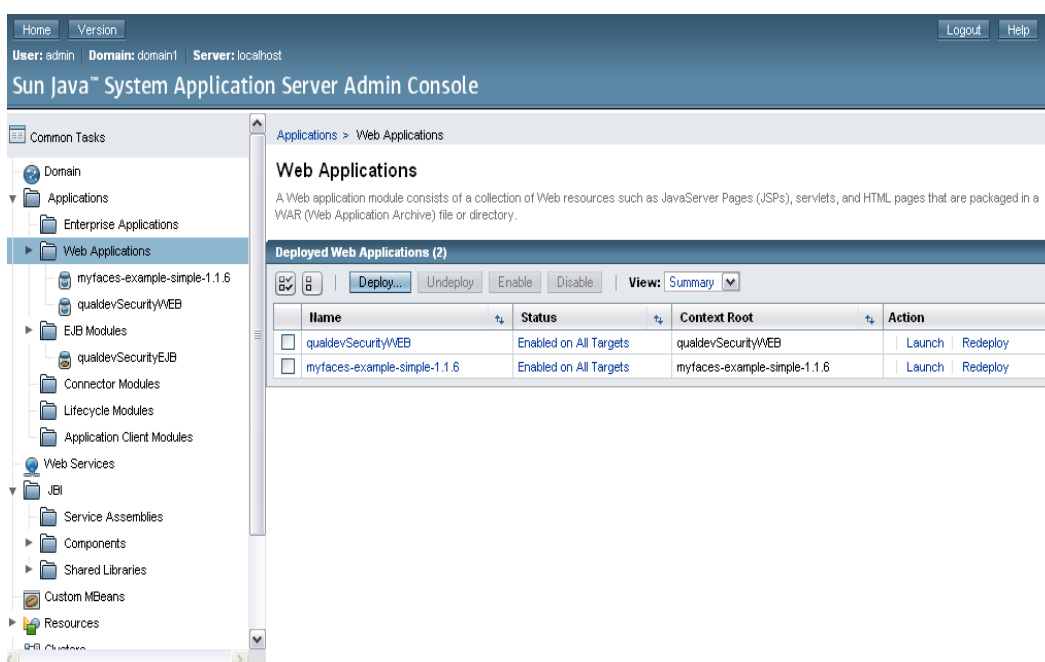 Home Version Logout Help
User: admin Domain: domain1 Server: localhost
Sun Java™ System Application Server Admin Console
Common Tasks
Domain
Applications
Enterprise Applications
Web Applications
myfaces-example-simple-1.1.6
qualdevSecurityWEB
EJB Modules
qualdevSecurityEJB
Connector Modules
Lifecycle Modules
Application Client Modules
Web Services
JBI
Service Assemblies
Components
Shared Libraries
Custom MBeans
Resources
Clusters
Applications > Web Applications
Web Applications
A Web application module consists of a collection of Web resources such as JavaServer Pages (JSPs), servlets, and HTML pages that are packaged in a
WAR (Web Application Archive) file or directory.
Deployed Web Applications (2)
Deploy... Undeploy Enable Disable View: Summary
Name Status Context Root Action
qualdevSecurityWEB Enabled on All Targets qualdevSecurityWEB Launch Redeploy
myfaces-example-simple-1.1.6 Enabled on All Targets myfaces-example-simple-1.1.6 Launch Redeploy